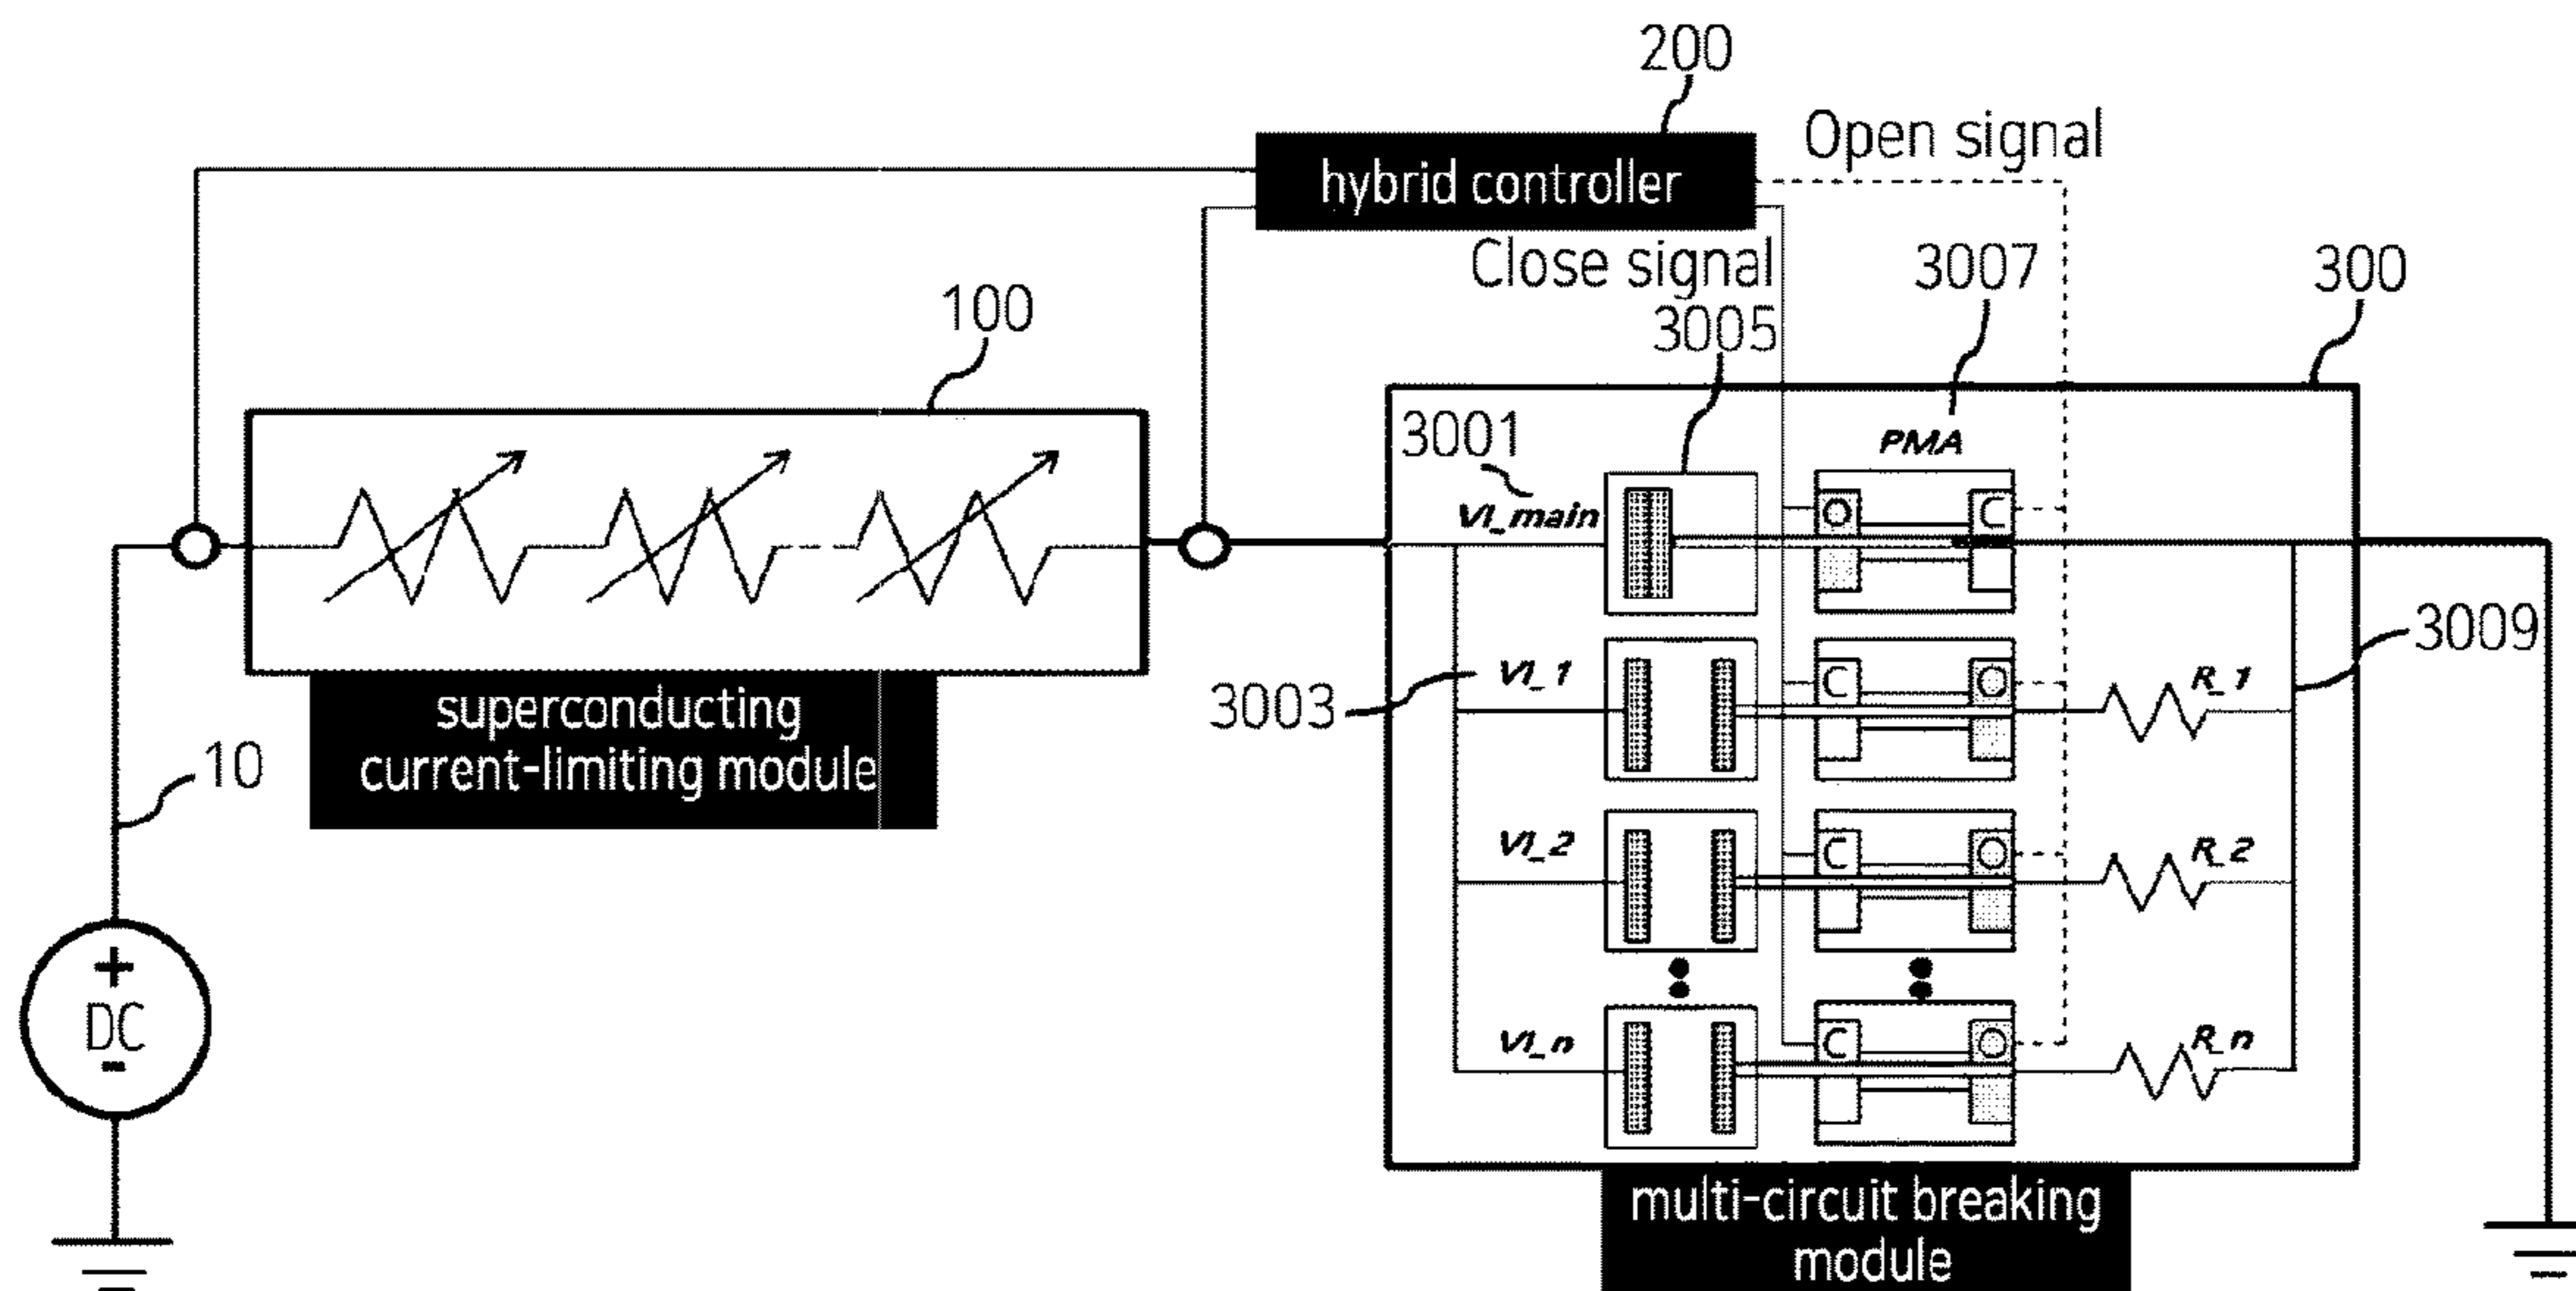 200
Open signal
hybrid controller
Close signal
3007
300
100
3005
3001
PMA
O
C
VI_main
3009
VI_1
C
O
R_1
3003
superconducting
current-limiting module
10
VI_2
C
O
R_2
+
DC
-
VI_n
C
O
R_n
multi-circuit breaking
module